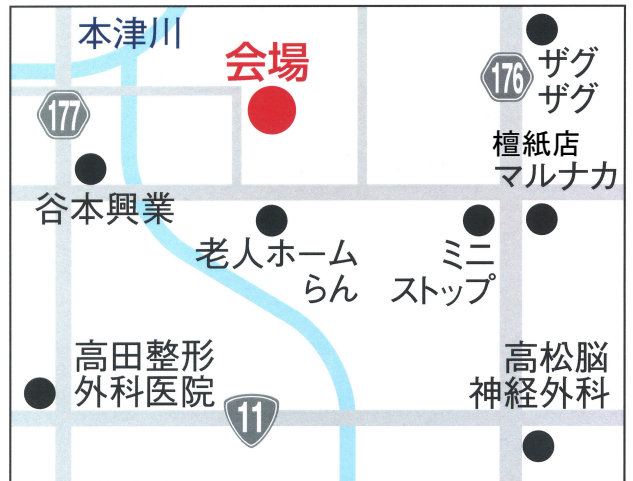 本津川
会場
177
176
ザグ
ザグ
檀紙店
マルナカ
谷本興業
老人ホーム
らん
ミニ
ストップ
高田整形
外科医院
高松脳
神経外科
11